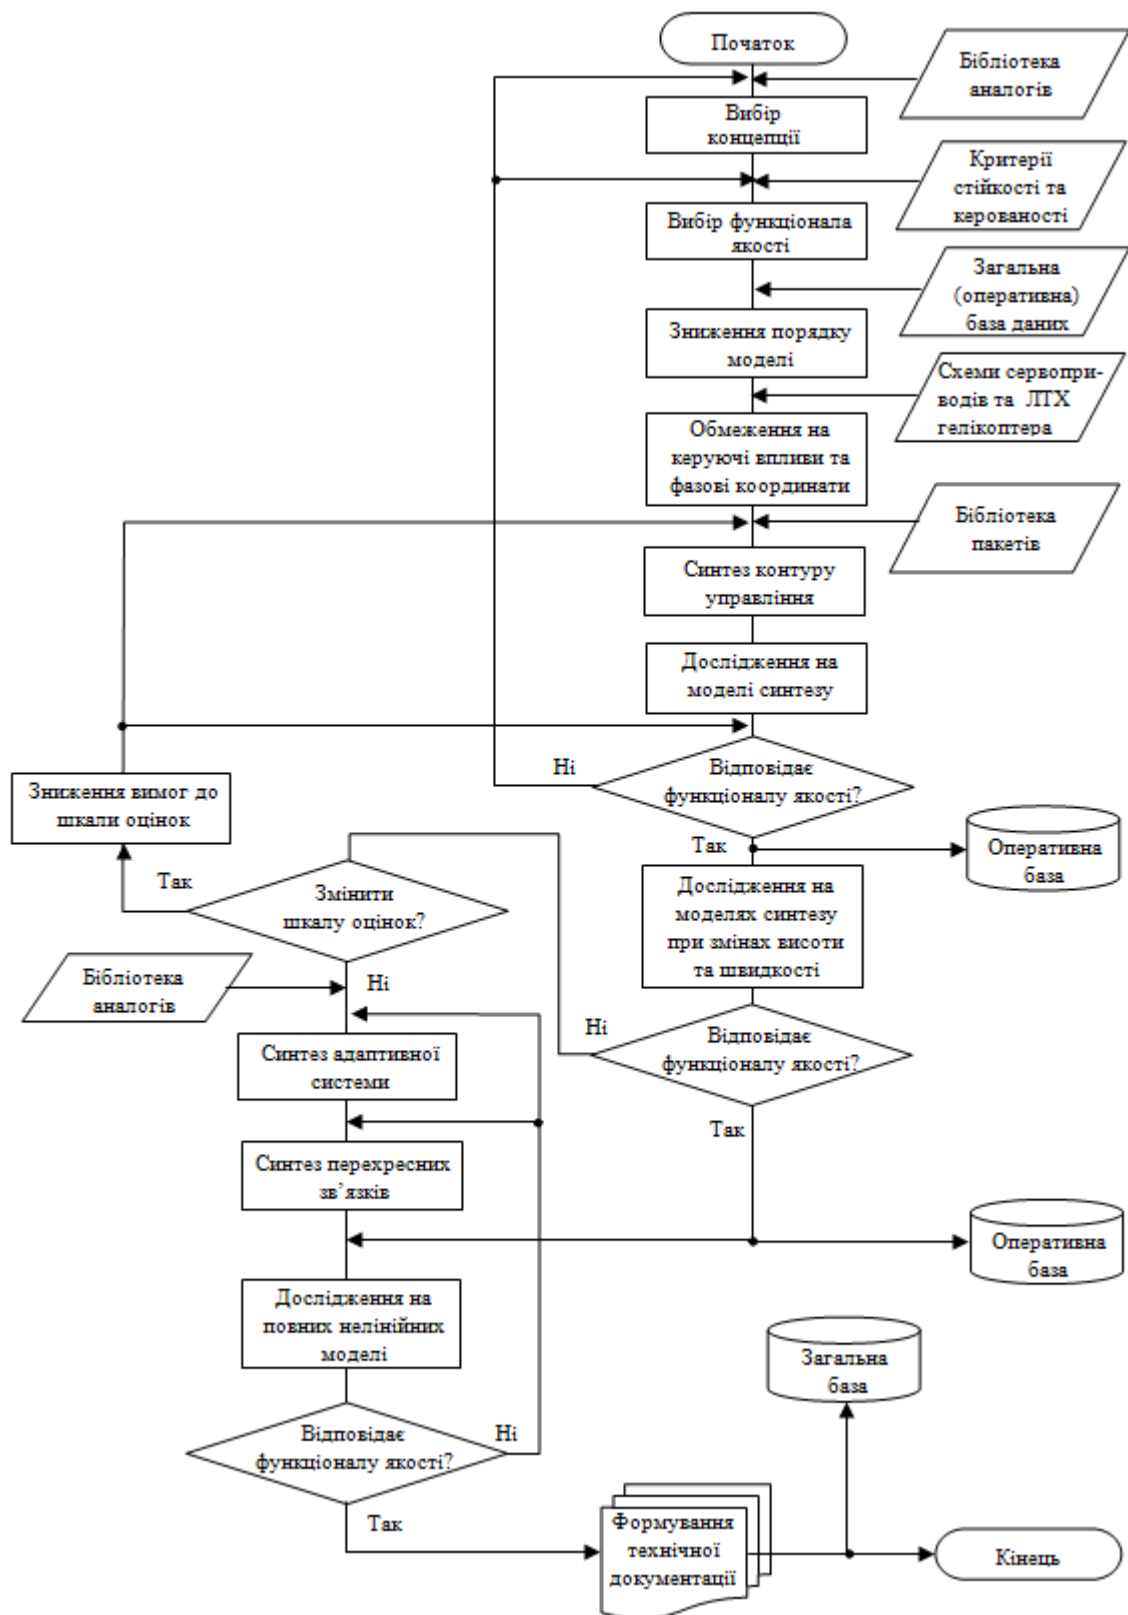 Початок
Бібліотека
аналогів
Вибір
концепції
Критерії
стійкості та
керованості
Вибір функціонала
якості
Загальна
(оперативна)
база даних
Зниження порядку
моделі
Схеми сервопри-
водів та ЛТХ
гелікоптера
Обмеження на
керуючі впливи та
фазові координати
Бібліотека
пакетів
Синтез контуру
управління
Дослідження на
моделі синтезу
Ні
Відповідає
функціоналу якості?
Зниження вимог до
шкали оцінок
Так
Оперативна
база
Так
Змінити
шкалу оцінок?
Дослідження на
моделях синтезу
при змінах висоти
та швидкості
Бібліотека
аналогів
Ні
Ні
Відповідає
функціоналу якості?
Синтез адаптивної
системи
Так
Синтез перехресних
зв’язків
Оперативна
база
Дослідження на
повних нелінійних
моделі
Загальна
база
Відповідає
функціоналу якості?
Ні
Так
Формування
технічної
документації
Кінець